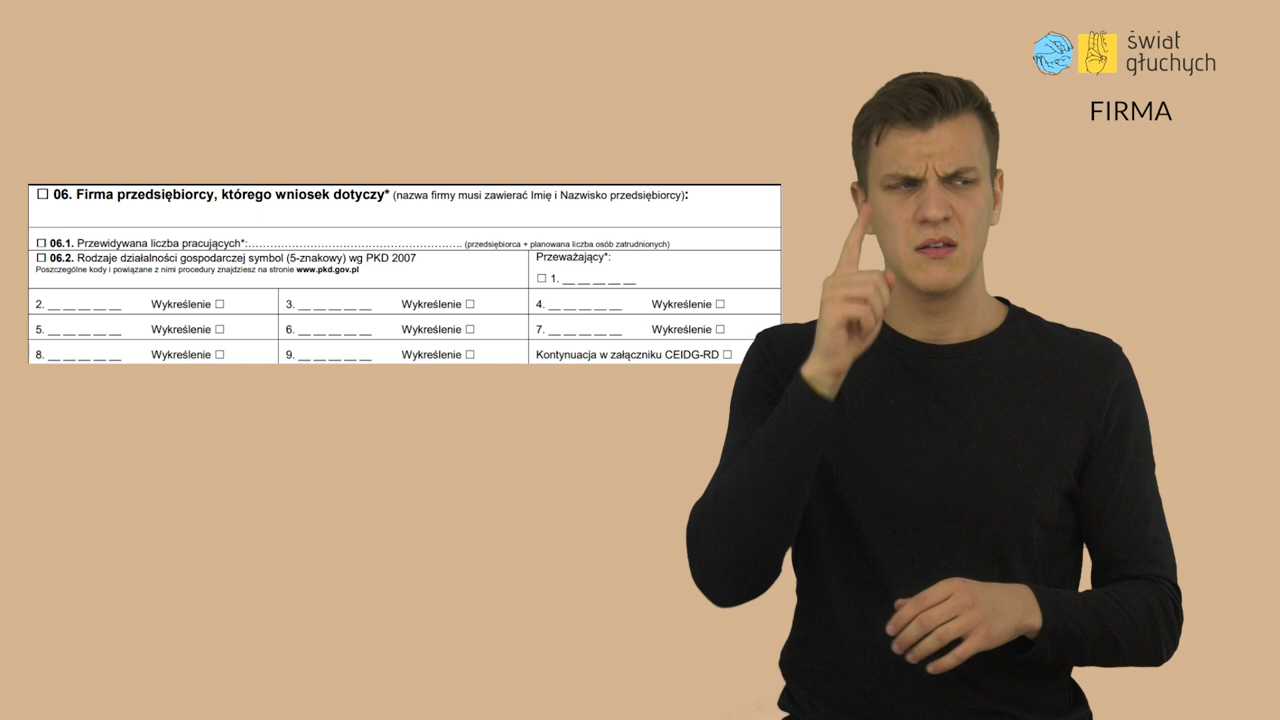 świat
głuchych
FIRMA
☐ 06. Firma przedsiębiorcy, którego wniosek dotyczy* (nazwa firmy musi zawierać Imię i Nazwisko przedsiębiorcy):
☐ 06.1. Przewidywana liczba pracujących*:............................................................ (przedsiębiorca + planowana liczba osób zatrudnionych)
☐ 06.2. Rodzaje działalności gospodarczej symbol (5-znakowy) wg PKD 2007
Poszczególne kody i powiązane z nimi procedury znajdziesz na stronie www.pkd.gov.pl
Przeważający*:
☐ 1. __ __ __ __ __
2. __ __ __ __ __ Wykreślenie ☐ 3. __ __ __ __ __ Wykreślenie ☐ 4. __ __ __ __ __ Wykreślenie ☐
5. __ __ __ __ __ Wykreślenie ☐ 6. __ __ __ __ __ Wykreślenie ☐ 7. __ __ __ __ __ Wykreślenie ☐
8. __ __ __ __ __ Wykreślenie ☐ 9. __ __ __ __ __ Wykreślenie ☐ Kontynuacja w załączniku CEIDG-RD ☐